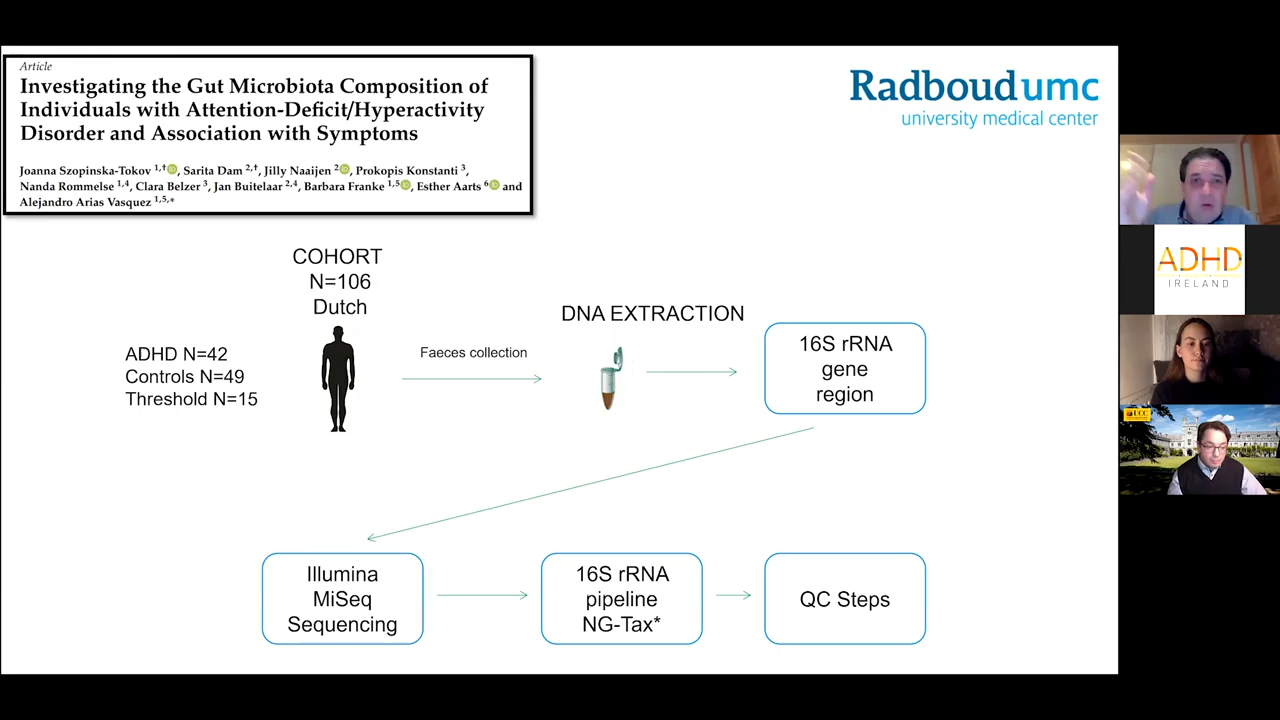 Article
Investigating the Gut Microbiota Composition of
Individuals with Attention-Deficit/Hyperactivity
Disorder and Association with Symptoms
Joanna Szopinska-Tokov 1,†, Sarita Dam 2,†, Jilly Naaijen 2, Prokopis Konstanti 3,
Nanda Rommelse 1,4, Clara Belzer 3, Jan Buitelaar 2,4, Barbara Franke 1,5, Esther Aarts 6 and
Alejandro Arias Vasquez 1,5,*
Radboudumc
university medical center
COHORT
N=106
Dutch
ADHD N=42
Controls N=49
Threshold N=15
Faeces collection
DNA EXTRACTION
16S rRNA
gene
region
Illumina
MiSeq
Sequencing
16S rRNA
pipeline
NG-Tax*
QC Steps
ADHD
IRELAND
UCC